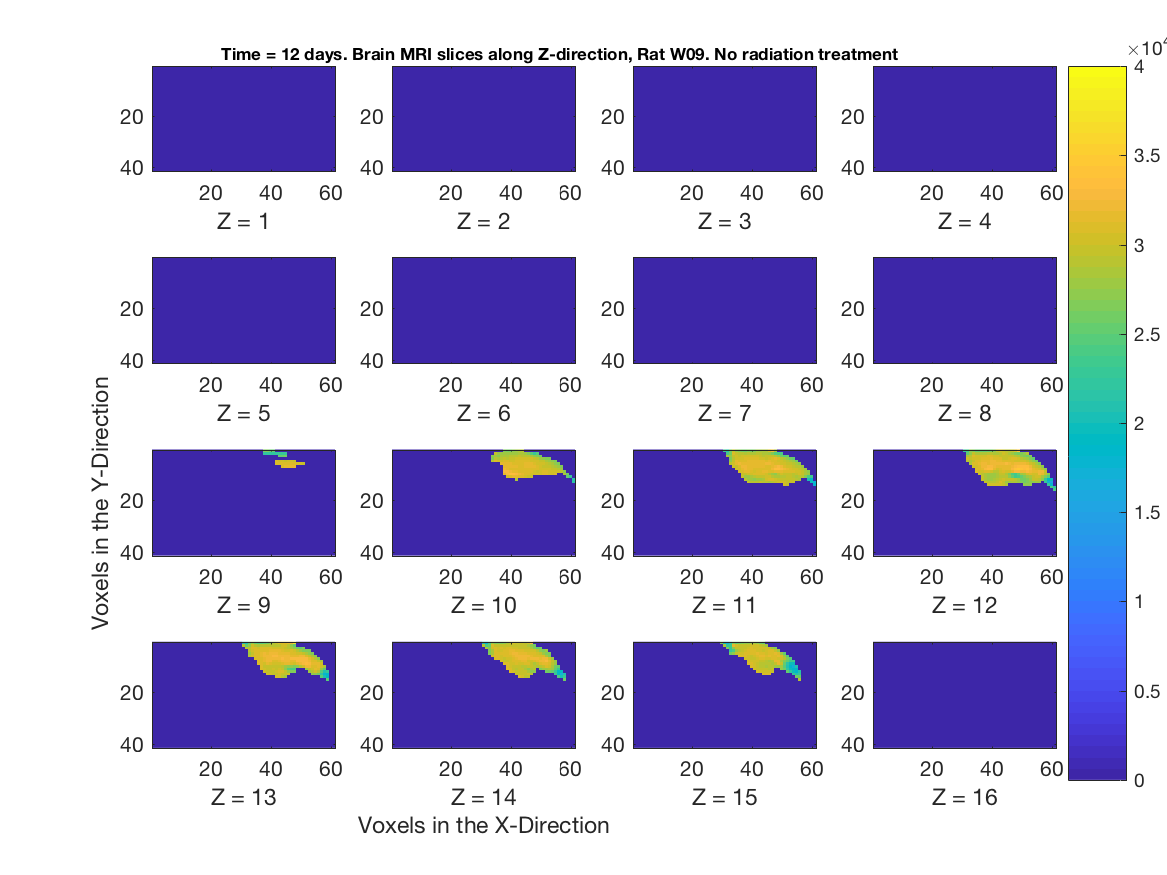 Time = 12 days. Brain MRI slices along Z-direction, Rat W09. No radiation treatment
×10⁴
20
40
20 40 60
Z = 1
20
40
20 40 60
Z = 2
20
40
20 40 60
Z = 3
20
40
20 40 60
Z = 4
20
40
20 40 60
Z = 5
20
40
20 40 60
Z = 6
20
40
20 40 60
Z = 7
20
40
20 40 60
Z = 8
20
40
20 40 60
Z = 9
20
40
20 40 60
Z = 10
20
40
20 40 60
Z = 11
20
40
20 40 60
Z = 12
20
40
20 40 60
Z = 13
20
40
20 40 60
Z = 14
20
40
20 40 60
Z = 15
20
40
20 40 60
Z = 16
Voxels in the Y-Direction
Voxels in the X-Direction
4
3.5
3
2.5
2
1.5
1
0.5
0